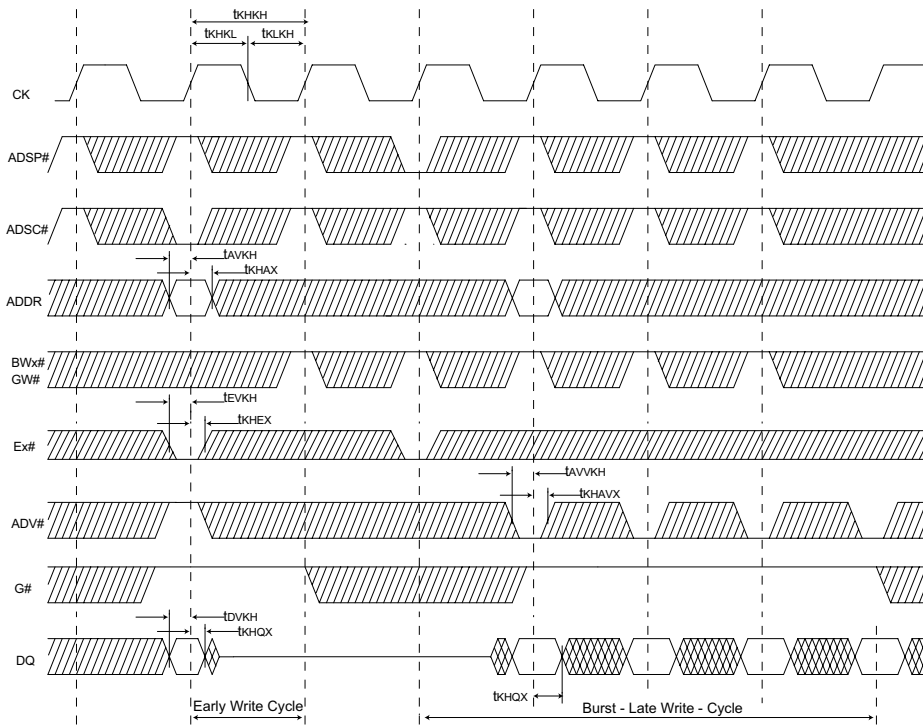 tKHKH
tKHKL tKLKH
CK
ADSP#
ADSC#
tAVKH
tKHAX
ADDR
BWx#
GW#
tEVKH
tKHEX
Ex#
tAVVKH
tKHAVX
ADV#
G#
tDVKH
tKHQX
DQ
tKHQX
Early Write Cycle
Burst - Late Write - Cycle